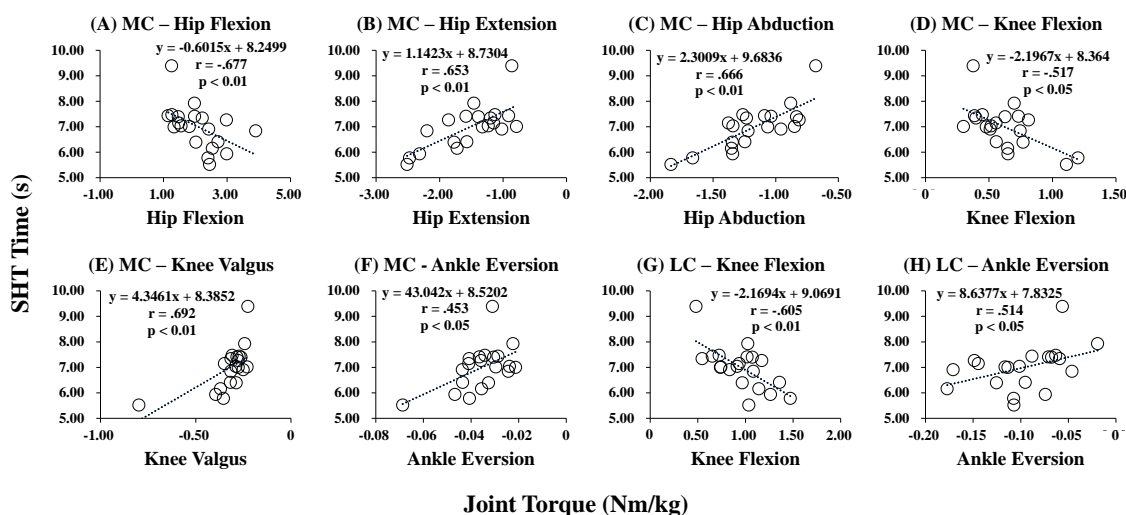 (A) MC – Hip Flexion
y = -0.6015x + 8.2499
r = -.677
p < 0.01
10.00
9.00
8.00
7.00
6.00
5.00
-1.00 1.00 3.00 5.00
Hip Flexion
(B) MC – Hip Extension
y = 1.1423x + 8.7304
r = .653
p < 0.01
10.00
9.00
8.00
7.00
6.00
5.00
-3.00 -2.00 -1.00 0
Hip Extension
(C) MC – Hip Abduction
y = 2.3009x + 9.6836
r = .666
p < 0.01
10.00
9.00
8.00
7.00
6.00
5.00
-2.00 -1.50 -1.00 -0.50
Hip Abduction
(D) MC – Knee Flexion
y = -2.1967x + 8.364
r = -.517
p < 0.05
10.00
9.00
8.00
7.00
6.00
5.00
0.50 1.00 1.50
Knee Flexion
SHT Time (s)
(E) MC – Knee Valgus
y = 4.3461x + 8.3852
r = .692
p < 0.01
10.00
9.00
8.00
7.00
6.00
5.00
-1.00 -0.50 0
Knee Valgus
(F) MC - Ankle Eversion
y = 43.042x + 8.5202
r = .453
p < 0.05
10.00
9.00
8.00
7.00
6.00
5.00
-0.08 -0.06 -0.04 -0.02 0
Ankle Eversion
(G) LC – Knee Flexion
y = -2.1694x + 9.0691
r = -.605
p < 0.01
10.00
9.00
8.00
7.00
6.00
5.00
0 0.50 1.00 1.50 2.00
Knee Flexion
(H) LC – Ankle Eversion
y = 8.6377x + 7.8325
r = .514
p < 0.05
10.00
9.00
8.00
7.00
6.00
5.00
-0.20 -0.15 -0.10 -0.05
Ankle Eversion
Joint Torque (Nm/kg)